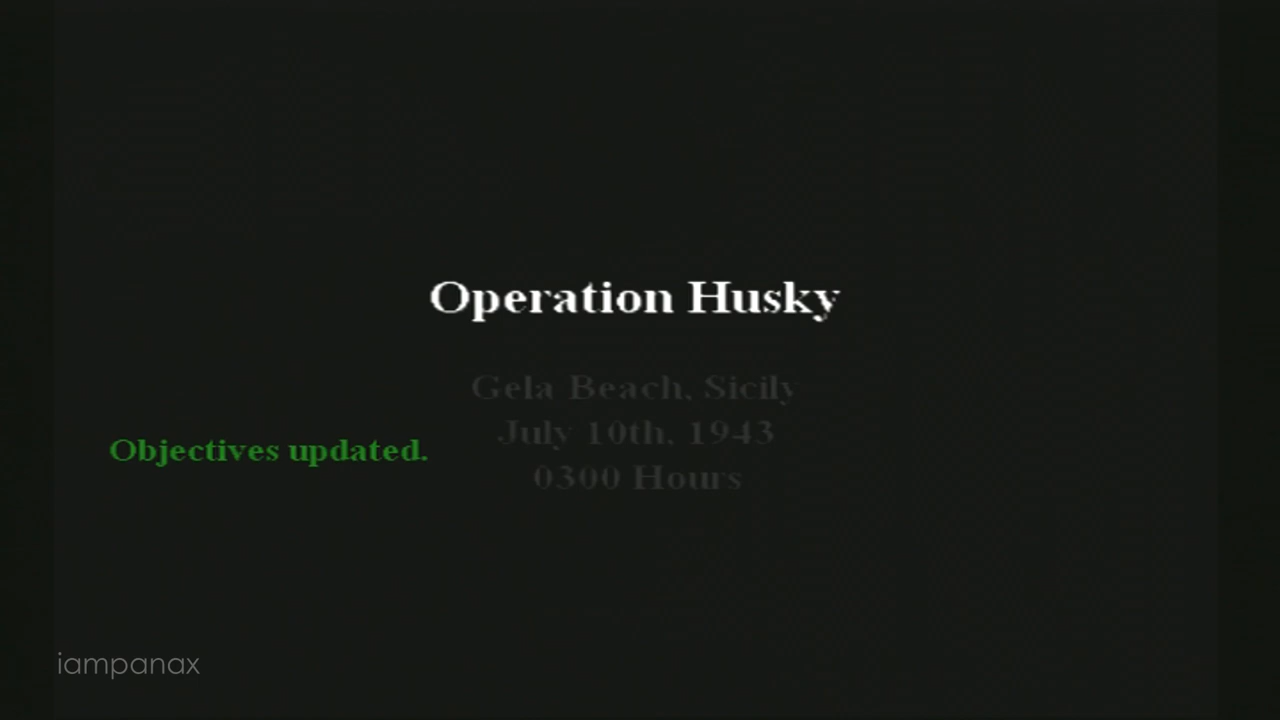 Operation Husky
Gela Beach, Sicily
July 10th, 1943
Objectives updated.
0300 Hours
iampanax